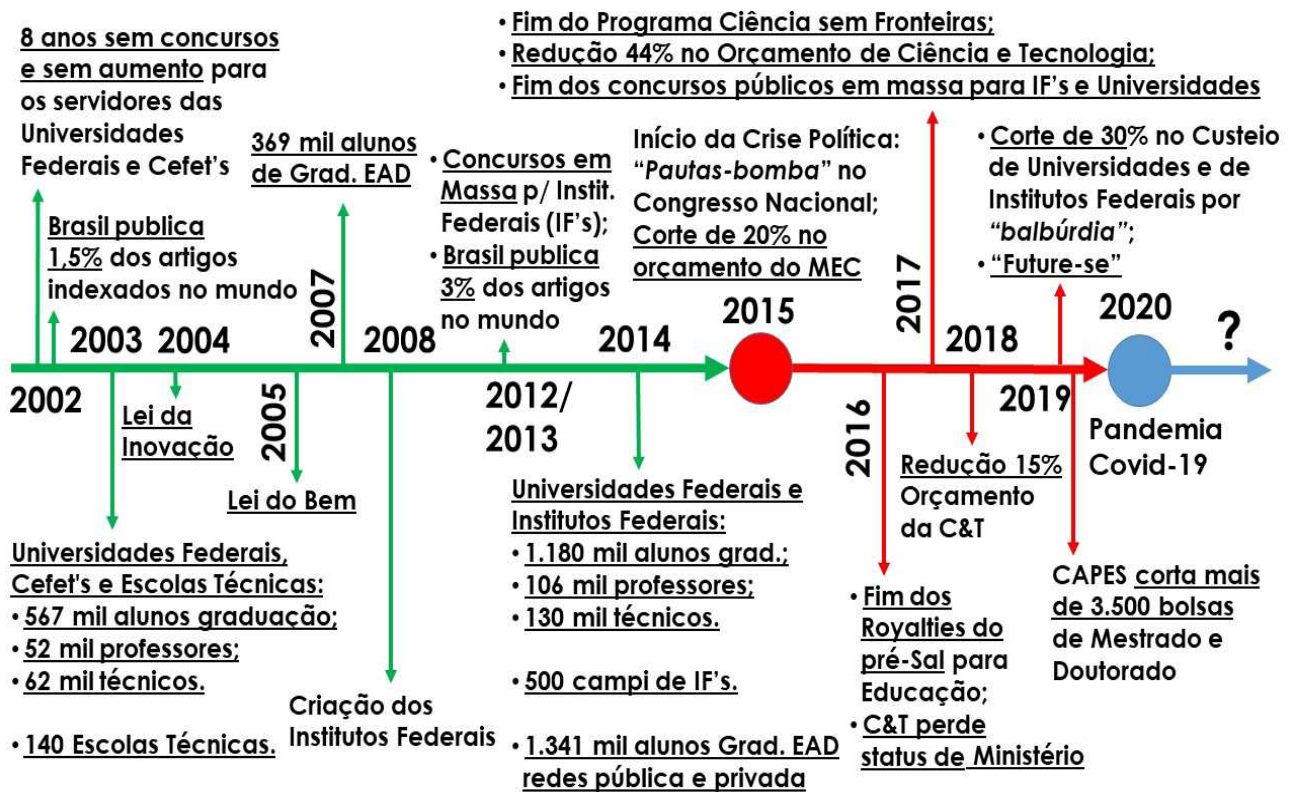 8 anos sem concursos
e sem aumento para
os servidores das
Universidades
Federais e Cefet's
Brasil publica
1,5% dos artigos
indexados no mundo
369 mil alunos
de Grad. EAD
• Concursos em
Massa p/ Instit.
Federais (IF's);
• Brasil publica
3% dos artigos
no mundo
• Fim do Programa Ciência sem Fronteiras;
• Redução 44% no Orçamento de Ciência e Tecnologia;
• Fim dos concursos públicos em massa para IF's e Universidades
Início da Crise Política:
“Pautas-bomba” no
Congresso Nacional;
Corte de 20% no
orçamento do MEC
• Corte de 30% no Custeio
de Universidades e de
Institutos Federais por
“balbúrdia”;
• “Future-se”
2002
2003
2004
2005
2007
2008
2012/
2013
2014
2015
2016
2017
2018
2019
2020
?
Lei da
Inovação
Lei do Bem
Universidades Federais,
Cefet's e Escolas Técnicas:
• 567 mil alunos graduação;
• 52 mil professores;
• 62 mil técnicos.
• 140 Escolas Técnicas.
Criação dos
Institutos Federais
Universidades Federais e
Institutos Federais:
• 1.180 mil alunos grad.;
• 106 mil professores;
• 130 mil técnicos.
• 500 campi de IF's.
• 1.341 mil alunos Grad. EAD
redes pública e privada
• Fim dos
Royalties do
pré-Sal para
Educação;
• C&T perde
status de Ministério
Redução 15%
Orçamento
da C&T
CAPES corta mais
de 3.500 bolsas
de Mestrado e
Doutorado
Pandemia
Covid-19